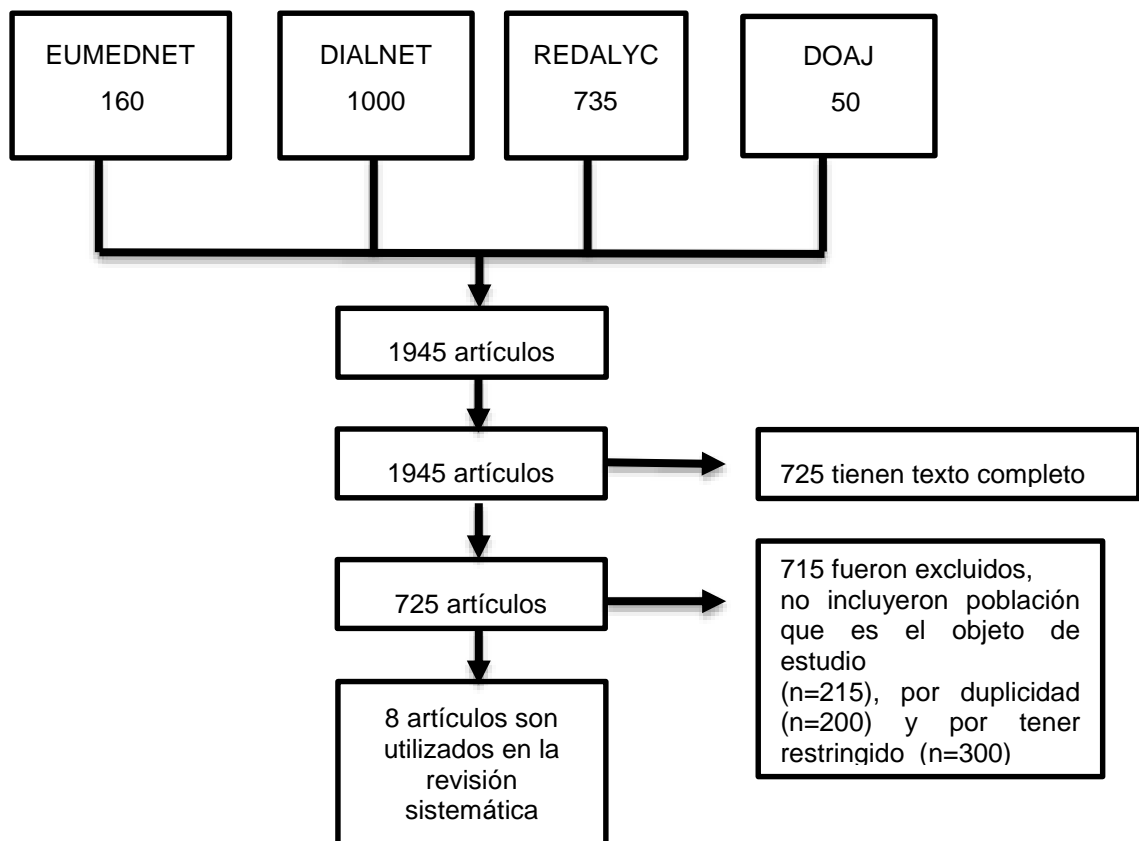 EUMEDNET
160
DIALNET
1000
REDALYC
735
DOAJ
50
1945 artículos
1945 artículos
725 tienen texto completo
725 artículos
715 fueron excluidos,
no incluyeron población
que es el objeto de
estudio
(n=215), por duplicidad
(n=200) y por tener
restringido (n=300)
8 artículos son
utilizados en la
revisión
sistemática